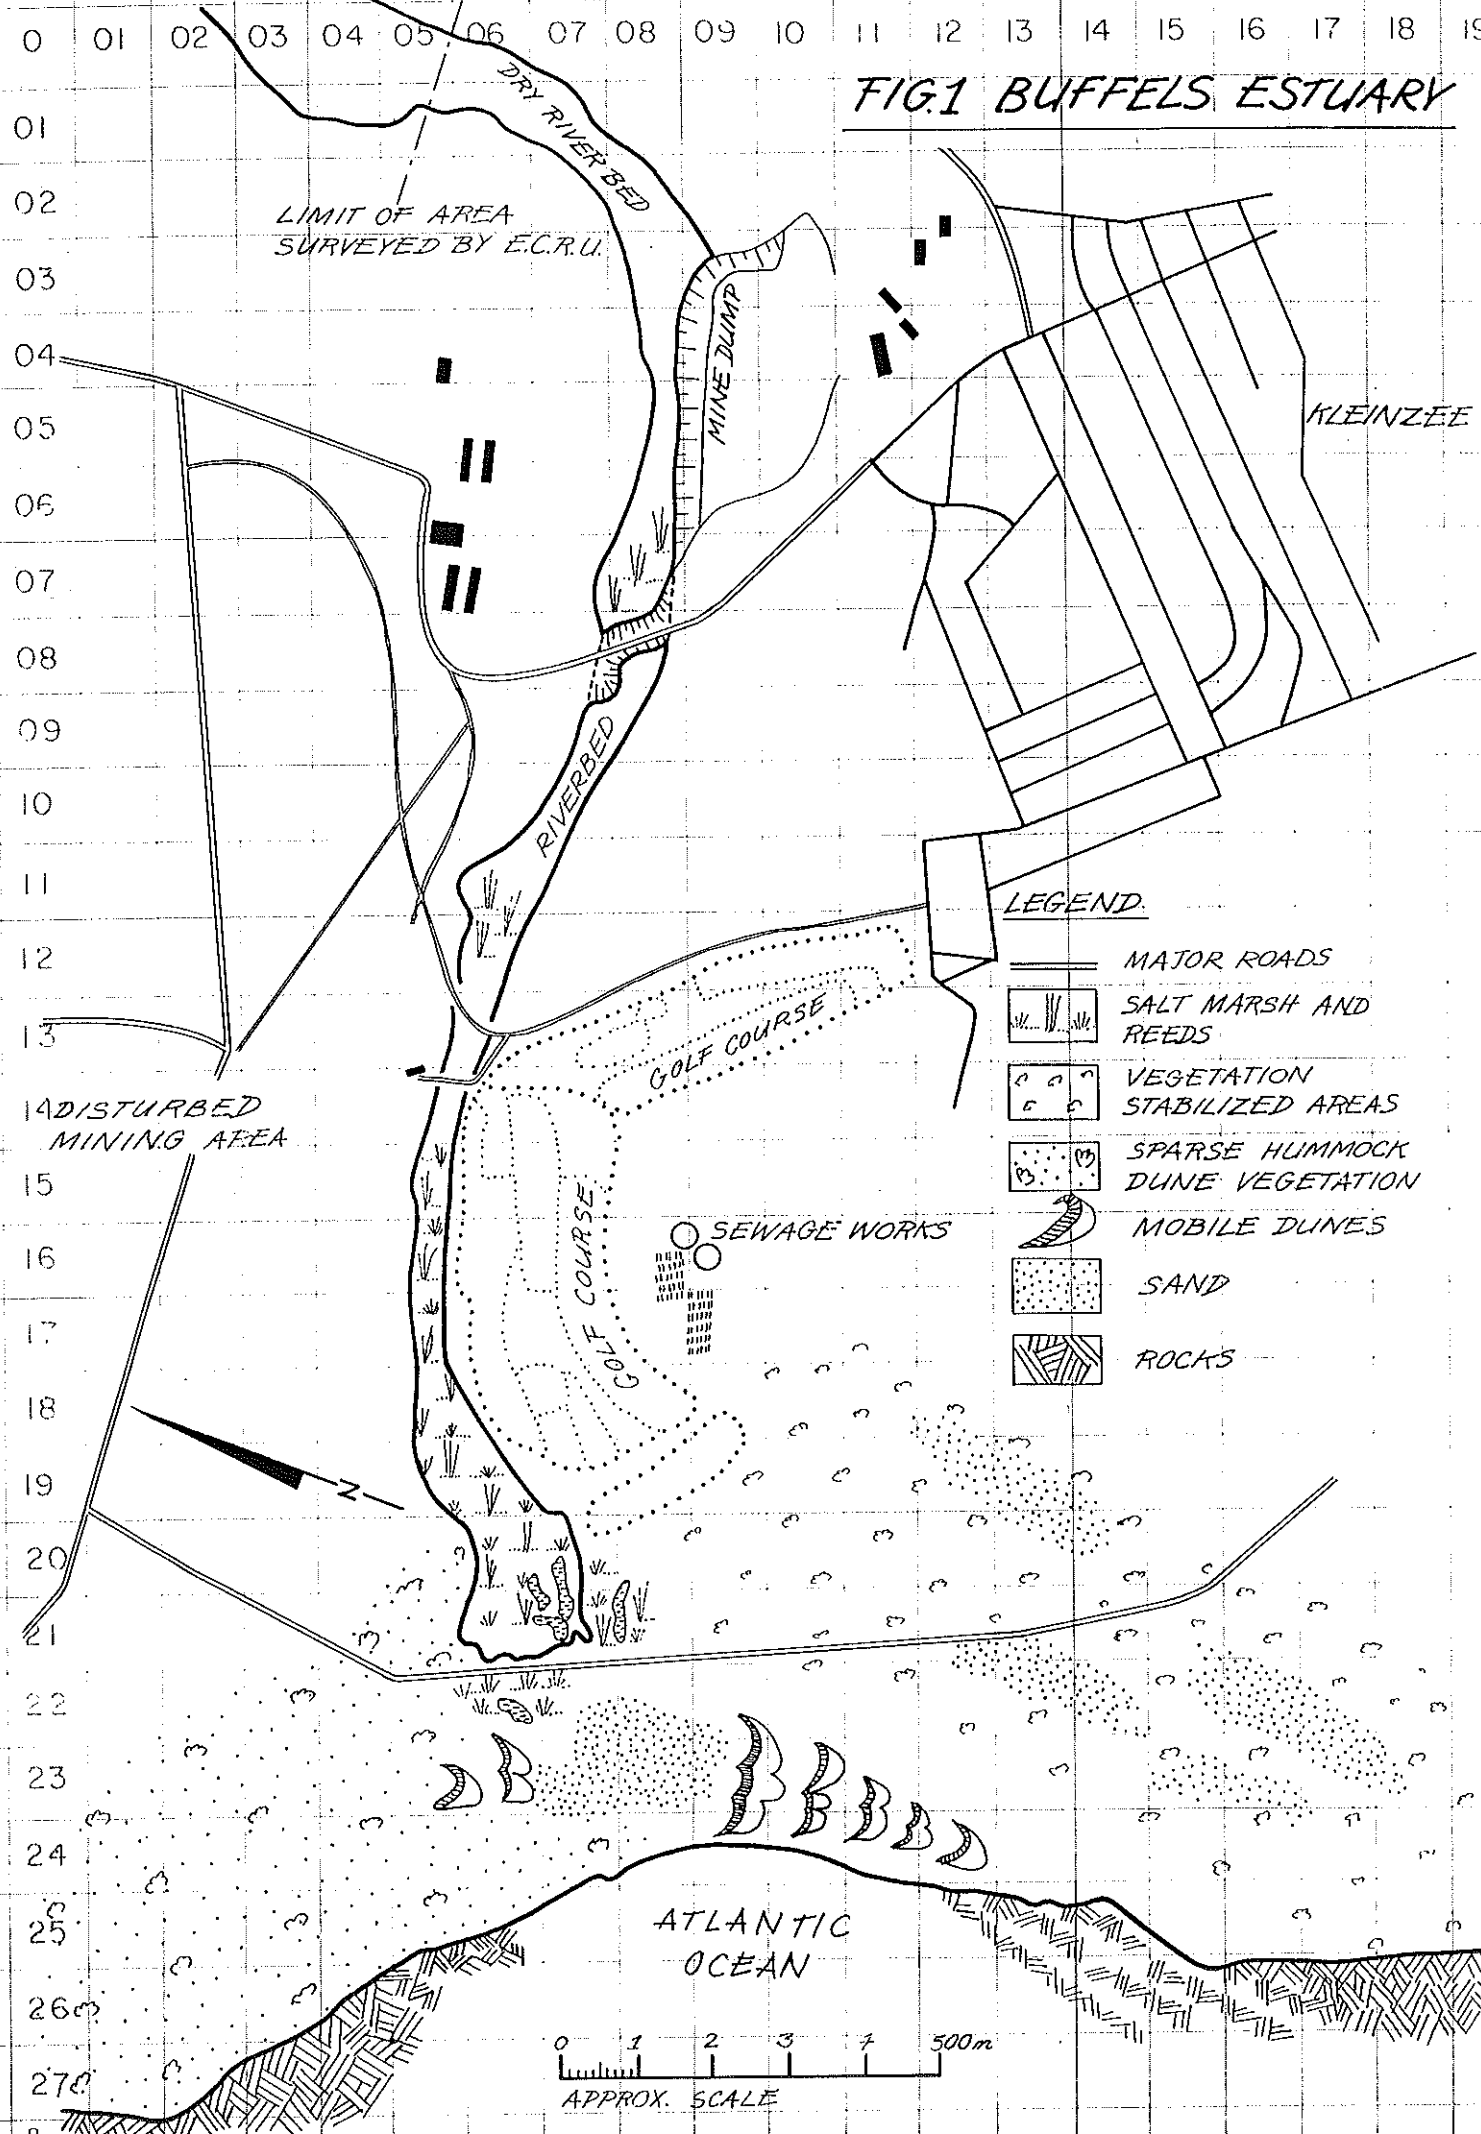 0 01 02 03 04 05 06 07 08 09 10 11 12 13 14 15 16 17 18 19
FIG.1 BUFFELS ESTUARY
01
02
03
04
05
06
07
08
09
10
11
12
13
14
15
16
17
18
19
20
21
22
23
24
25
26
27
DRY RIVER BED
LIMIT OF AREA
SURVEYED BY E.C.R.U.
MINE DUMP
KLEINZEE
RIVERBED
GOLF COURSE
DISTURBED
MINING AREA
GOLF COURSE
SEWAGE WORKS
N
LEGEND.
MAJOR ROADS
SALT MARSH AND
REEDS
VEGETATION
STABILIZED AREAS
SPARSE HUMMOCK
DUNE VEGETATION
MOBILE DUNES
SAND
ROCKS
ATLANTIC
OCEAN
0 1 2 3 4 500m
APPROX. SCALE